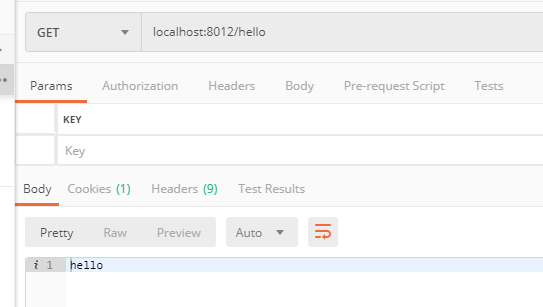 GET localhost:8012/hello
Params Authorization Headers Body Pre-request Script Tests
KEY
Key
Body Cookies (1) Headers (9) Test Results
Pretty Raw Preview Auto
i 1 hello